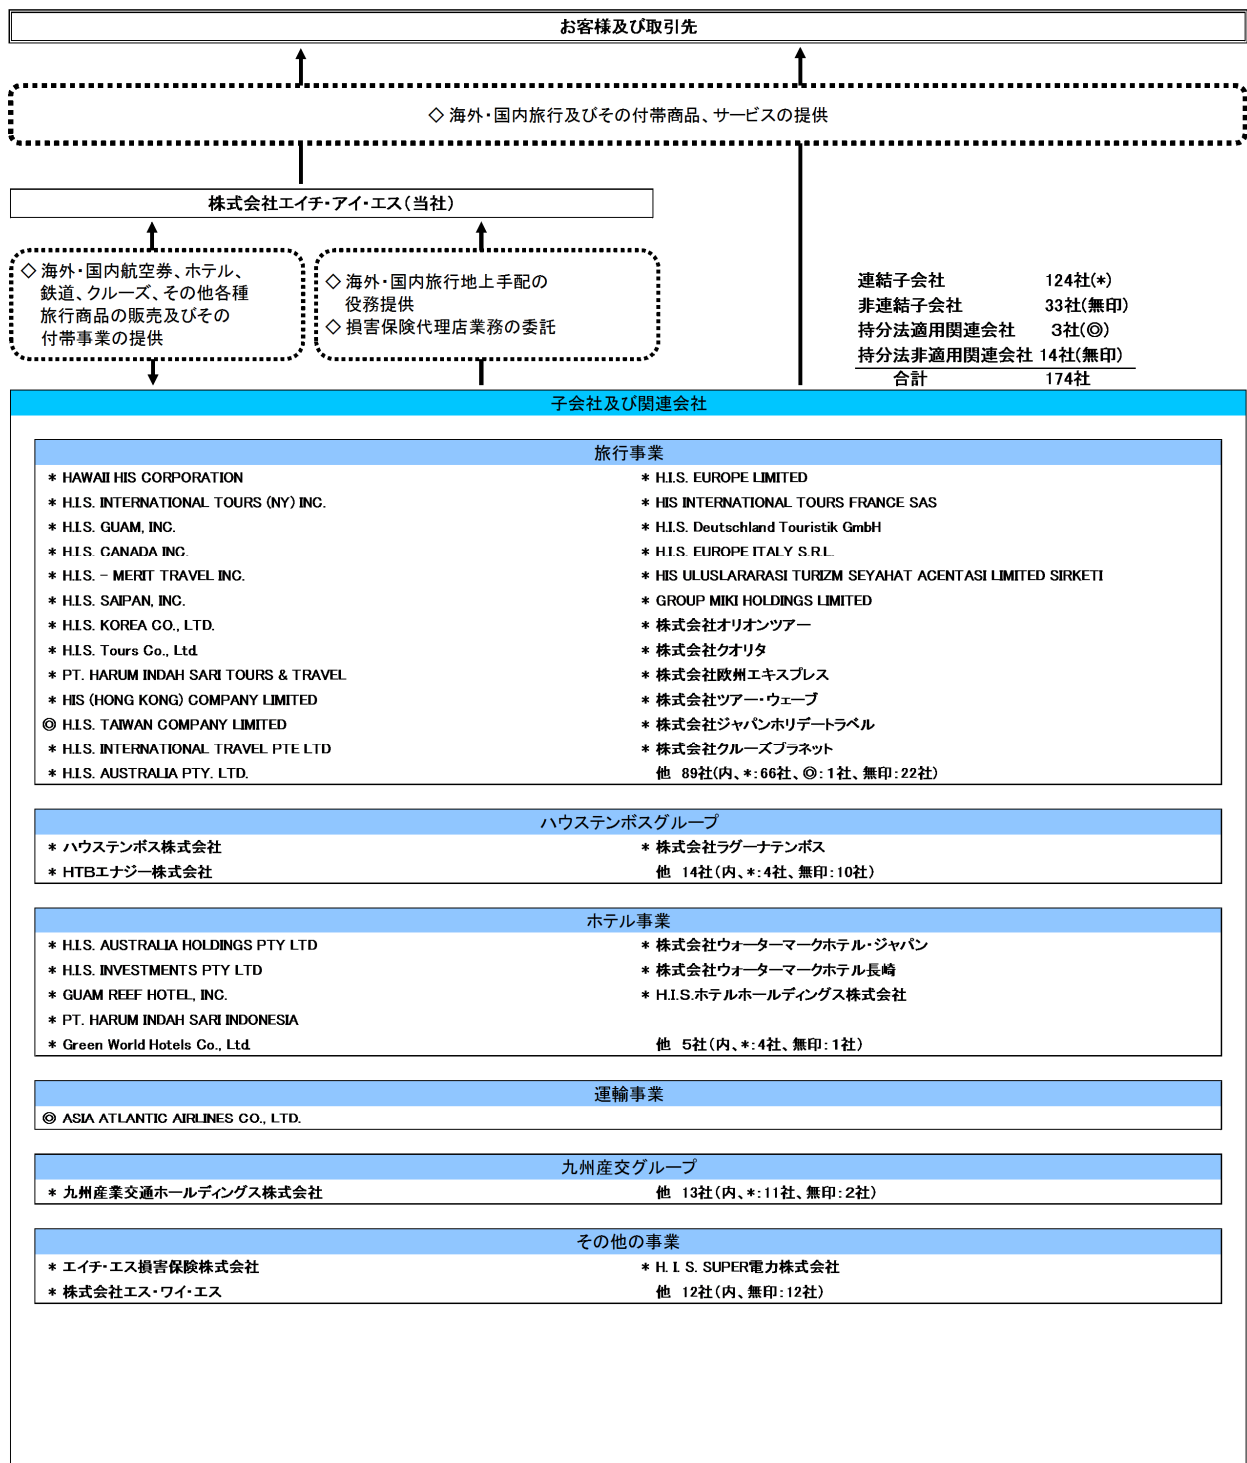 お客様及び取引先
◇ 海外・国内旅行及びその付帯商品、サービスの提供
株式会社エイチ・アイ・エス(当社)
◇ 海外・国内航空券、ホテル、
鉄道、クルーズ、その他各種
旅行商品の販売及びその
付帯事業の提供
◇ 海外・国内旅行地上手配の
役務提供
◇ 損害保険代理店業務の委託
連結子会社 124社(*)
非連結子会社 33社(無印)
持分法適用関連会社 3社(◎)
持分法非適用関連会社 14社(無印)
合計 174社
子会社及び関連会社
旅行事業
* HAWAII HIS CORPORATION
* H.I.S. INTERNATIONAL TOURS (NY) INC.
* H.I.S. GUAM, INC.
* H.I.S. CANADA INC.
* H.I.S. - MERIT TRAVEL INC.
* H.I.S. SAIPAN, INC.
* H.I.S. KOREA CO., LTD.
* H.I.S. Tours Co., Ltd.
* PT. HARUM INDAH SARI TOURS & TRAVEL
* HIS (HONG KONG) COMPANY LIMITED
◎ H.I.S. TAIWAN COMPANY LIMITED
* H.I.S. INTERNATIONAL TRAVEL PTE LTD
* H.I.S. AUSTRALIA PTY. LTD.
* H.I.S. EUROPE LIMITED
* HIS INTERNATIONAL TOURS FRANCE SAS
* H.I.S. Deutschland Touristik GmbH
* H.I.S. EUROPE ITALY S.R.L.
* HIS ULUSLARARASI TURIZM SEYAHAT ACENTASI LIMITED SIRKETI
* GROUP MIKI HOLDINGS LIMITED
* 株式会社オリオンツアー
* 株式会社クオリタ
* 株式会社欧州エキスプレス
* 株式会社ツアー・ウェーブ
* 株式会社ジャパンホリデートラベル
* 株式会社クルーズプラネット
他 89社(内、*:66社、◎:1社、無印:22社)
ハウステンボスグループ
* ハウステンボス株式会社
* HTBエナジー株式会社
* 株式会社ラグーナテンボス
他 14社(内、*:4社、無印:10社)
ホテル事業
* H.I.S. AUSTRALIA HOLDINGS PTY LTD
* H.I.S. INVESTMENTS PTY LTD
* GUAM REEF HOTEL, INC.
* PT. HARUM INDAH SARI INDONESIA
* Green World Hotels Co., Ltd.
* 株式会社ウォーターマークホテル・ジャパン
* 株式会社ウォーターマークホテル長崎
* H.I.S.ホテルホールディングス株式会社
他 5社(内、*:4社、無印:1社)
運輸事業
◎ ASIA ATLANTIC AIRLINES CO., LTD.
九州産交グループ
* 九州産業交通ホールディングス株式会社
他 13社(内、*:11社、無印:2社)
その他の事業
* エイチ・エス損害保険株式会社
* 株式会社エス・ワイ・エス
* H. I. S. SUPER電力株式会社
他 12社(内、無印:12社)